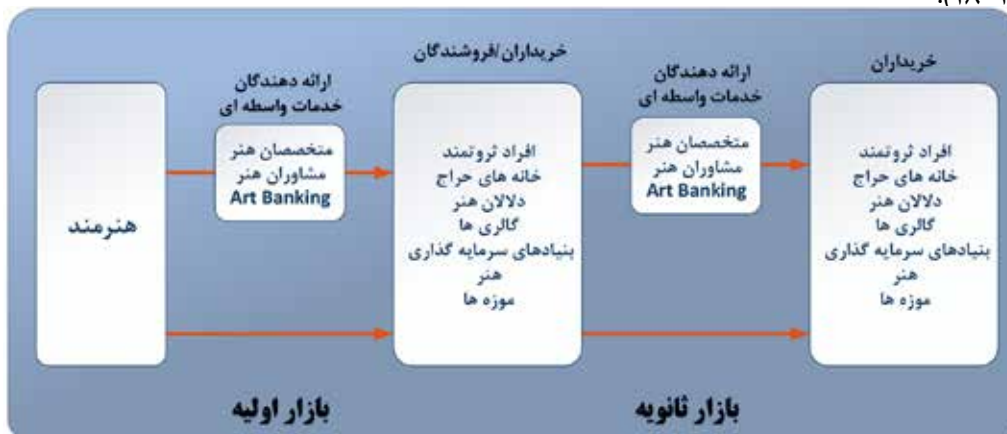 خریداران/فروشندگان
خریداران
ارائه دهندگان
خدمات واسطه ای
ارائه دهندگان
خدمات واسطه ای
هنرمند
متخصصان هنر
مشاوران هنر
Art Banking
افراد ثروتمند
خانه های حراج
دلالان هنر
گالری ها
بنیادهای سرمایه گذاری
هنر
موزه ها
متخصصان هنر
مشاوران هنر
Art Banking
افراد ثروتمند
خانه های حراج
دلالان هنر
گالری ها
بنیادهای سرمایه گذاری
هنر
موزه ها
بازار اولیه
بازار ثانویه